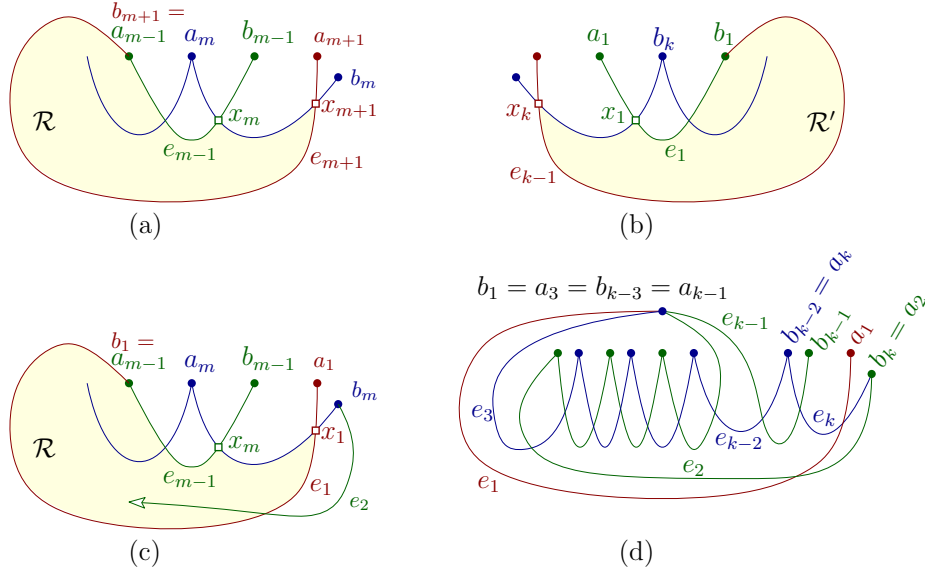 b_{m+1} =
a_{m-1} a_m b_{m-1} a_{m+1}
b_m
R x_m x_{m+1}
e_{m-1} e_{m+1}
(a)
a_1 b_k b_1
x_k x_1 R'
e_1
e_{k-1}
(b)
b_1 =
a_{m-1} a_m b_{m-1} a_1
b_m
R x_m x_1
e_{m-1} e_1
e_2
(c)
b_1 = a_3 = b_{k-3} = a_{k-1}
e_{k-1} b_{k-2} = a_k b_{k-1} a_1 b_k = a_2
e_3 e_{k-2} e_k
e_1 e_2
(d)